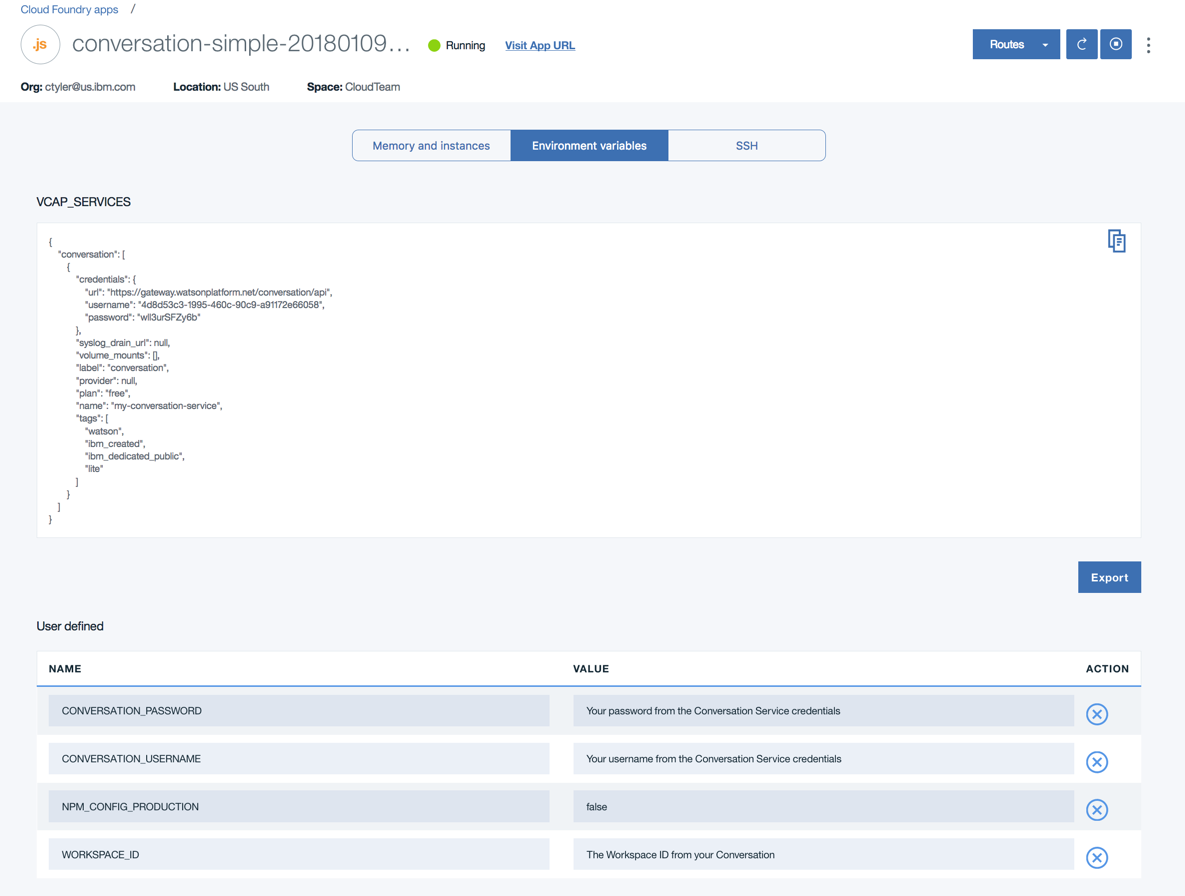 Cloud Foundry apps /
.js conversation-simple-20180109... Running Visit App URL Routes
Org: ctyler@us.ibm.com Location: US South Space: CloudTeam
Memory and instances Environment variables SSH
VCAP_SERVICES
{
"conversation": [
{
"credentials": {
"url": "https://gateway.watsonplatform.net/conversation/api",
"username": "4d8d53c3-1995-460c-90c9-a91172e66058",
"password": "wll3urSFZy6b"
},
"syslog_drain_url": null,
"volume_mounts": [],
"label": "conversation",
"provider": null,
"plan": "free",
"name": "my-conversation-service",
"tags": [
"watson",
"ibm_created",
"ibm_dedicated_public",
"lite"
]
}
]
}
Export
User defined
NAME VALUE ACTION
CONVERSATION_PASSWORD Your password from the Conversation Service credentials
CONVERSATION_USERNAME Your username from the Conversation Service credentials
NPM_CONFIG_PRODUCTION false
WORKSPACE_ID The Workspace ID from your Conversation